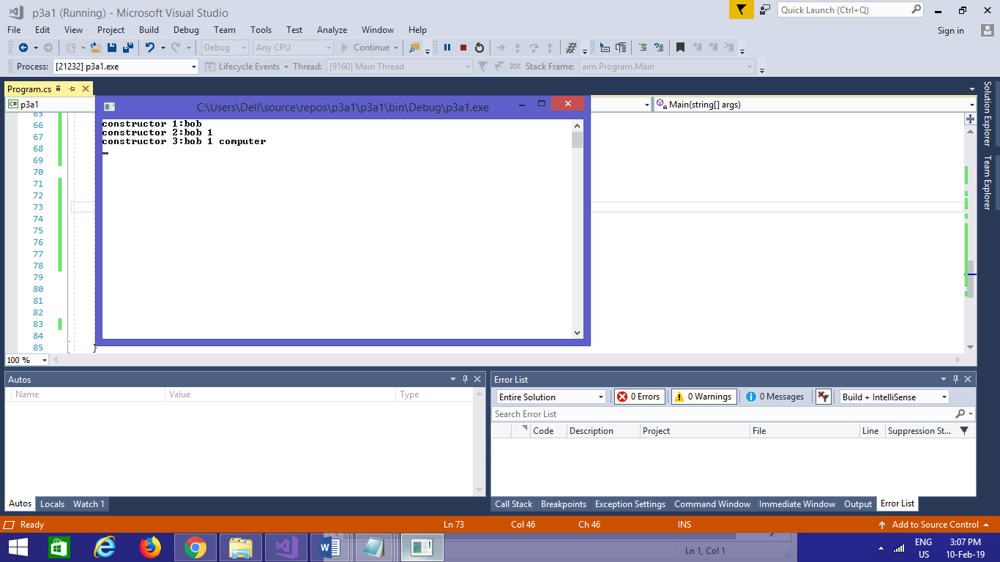 p3a1 (Running) - Microsoft Visual Studio
Quick Launch (Ctrl+Q)
File Edit View Project Build Debug Team Tools Test Analyze Window Help
Sign in
Debug Any CPU Continue
Process: [21232] p3a1.exe Lifecycle Events Thread: [9160] Main Thread Stack Frame: aim.Program.Main
Program.cs
C# p3a1
Main(string[] args)
C:\Users\Dell\source\repos\p3a1\p3a1\bin\Debug\p3a1.exe
constructor 1:bob
constructor 2:bob 1
constructor 3:bob 1 computer
65
66
67
68
69
70
71
72
73
74
75
76
77
78
79
80
81
82
83
84
85 }
Solution Explorer
Team Explorer
100 %
Autos
Name Value Type
Autos Locals Watch 1
Error List
Entire Solution 0 Errors 0 Warnings 0 Messages Build + IntelliSense
Search Error List
Code Description Project File Line Suppression St...
Call Stack Breakpoints Exception Settings Command Window Immediate Window Output Error List
Ready Ln 73 Col 46 Ch 46 INS Add to Source Control
Ln 1, Col 1
ENG
US
3:07 PM
10-Feb-19